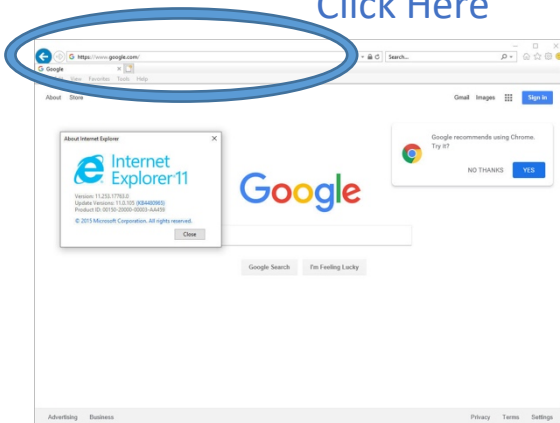 Click Here
https://www.google.com/
Search...
G Google
View Favorites Tools Help
About Store
Gmail Images
Sign in
About Internet Explorer
Internet
Explorer 11
Version: 11.253.17763.0
Update Versions: 11.0.105 (KB4480965)
Product ID: 00150-20000-00003-AA459
© 2015 Microsoft Corporation. All rights reserved.
Close
Google recommends using Chrome.
Try it?
NO THANKS YES
Google
Google Search I'm Feeling Lucky
Advertising Business
Privacy Terms Settings